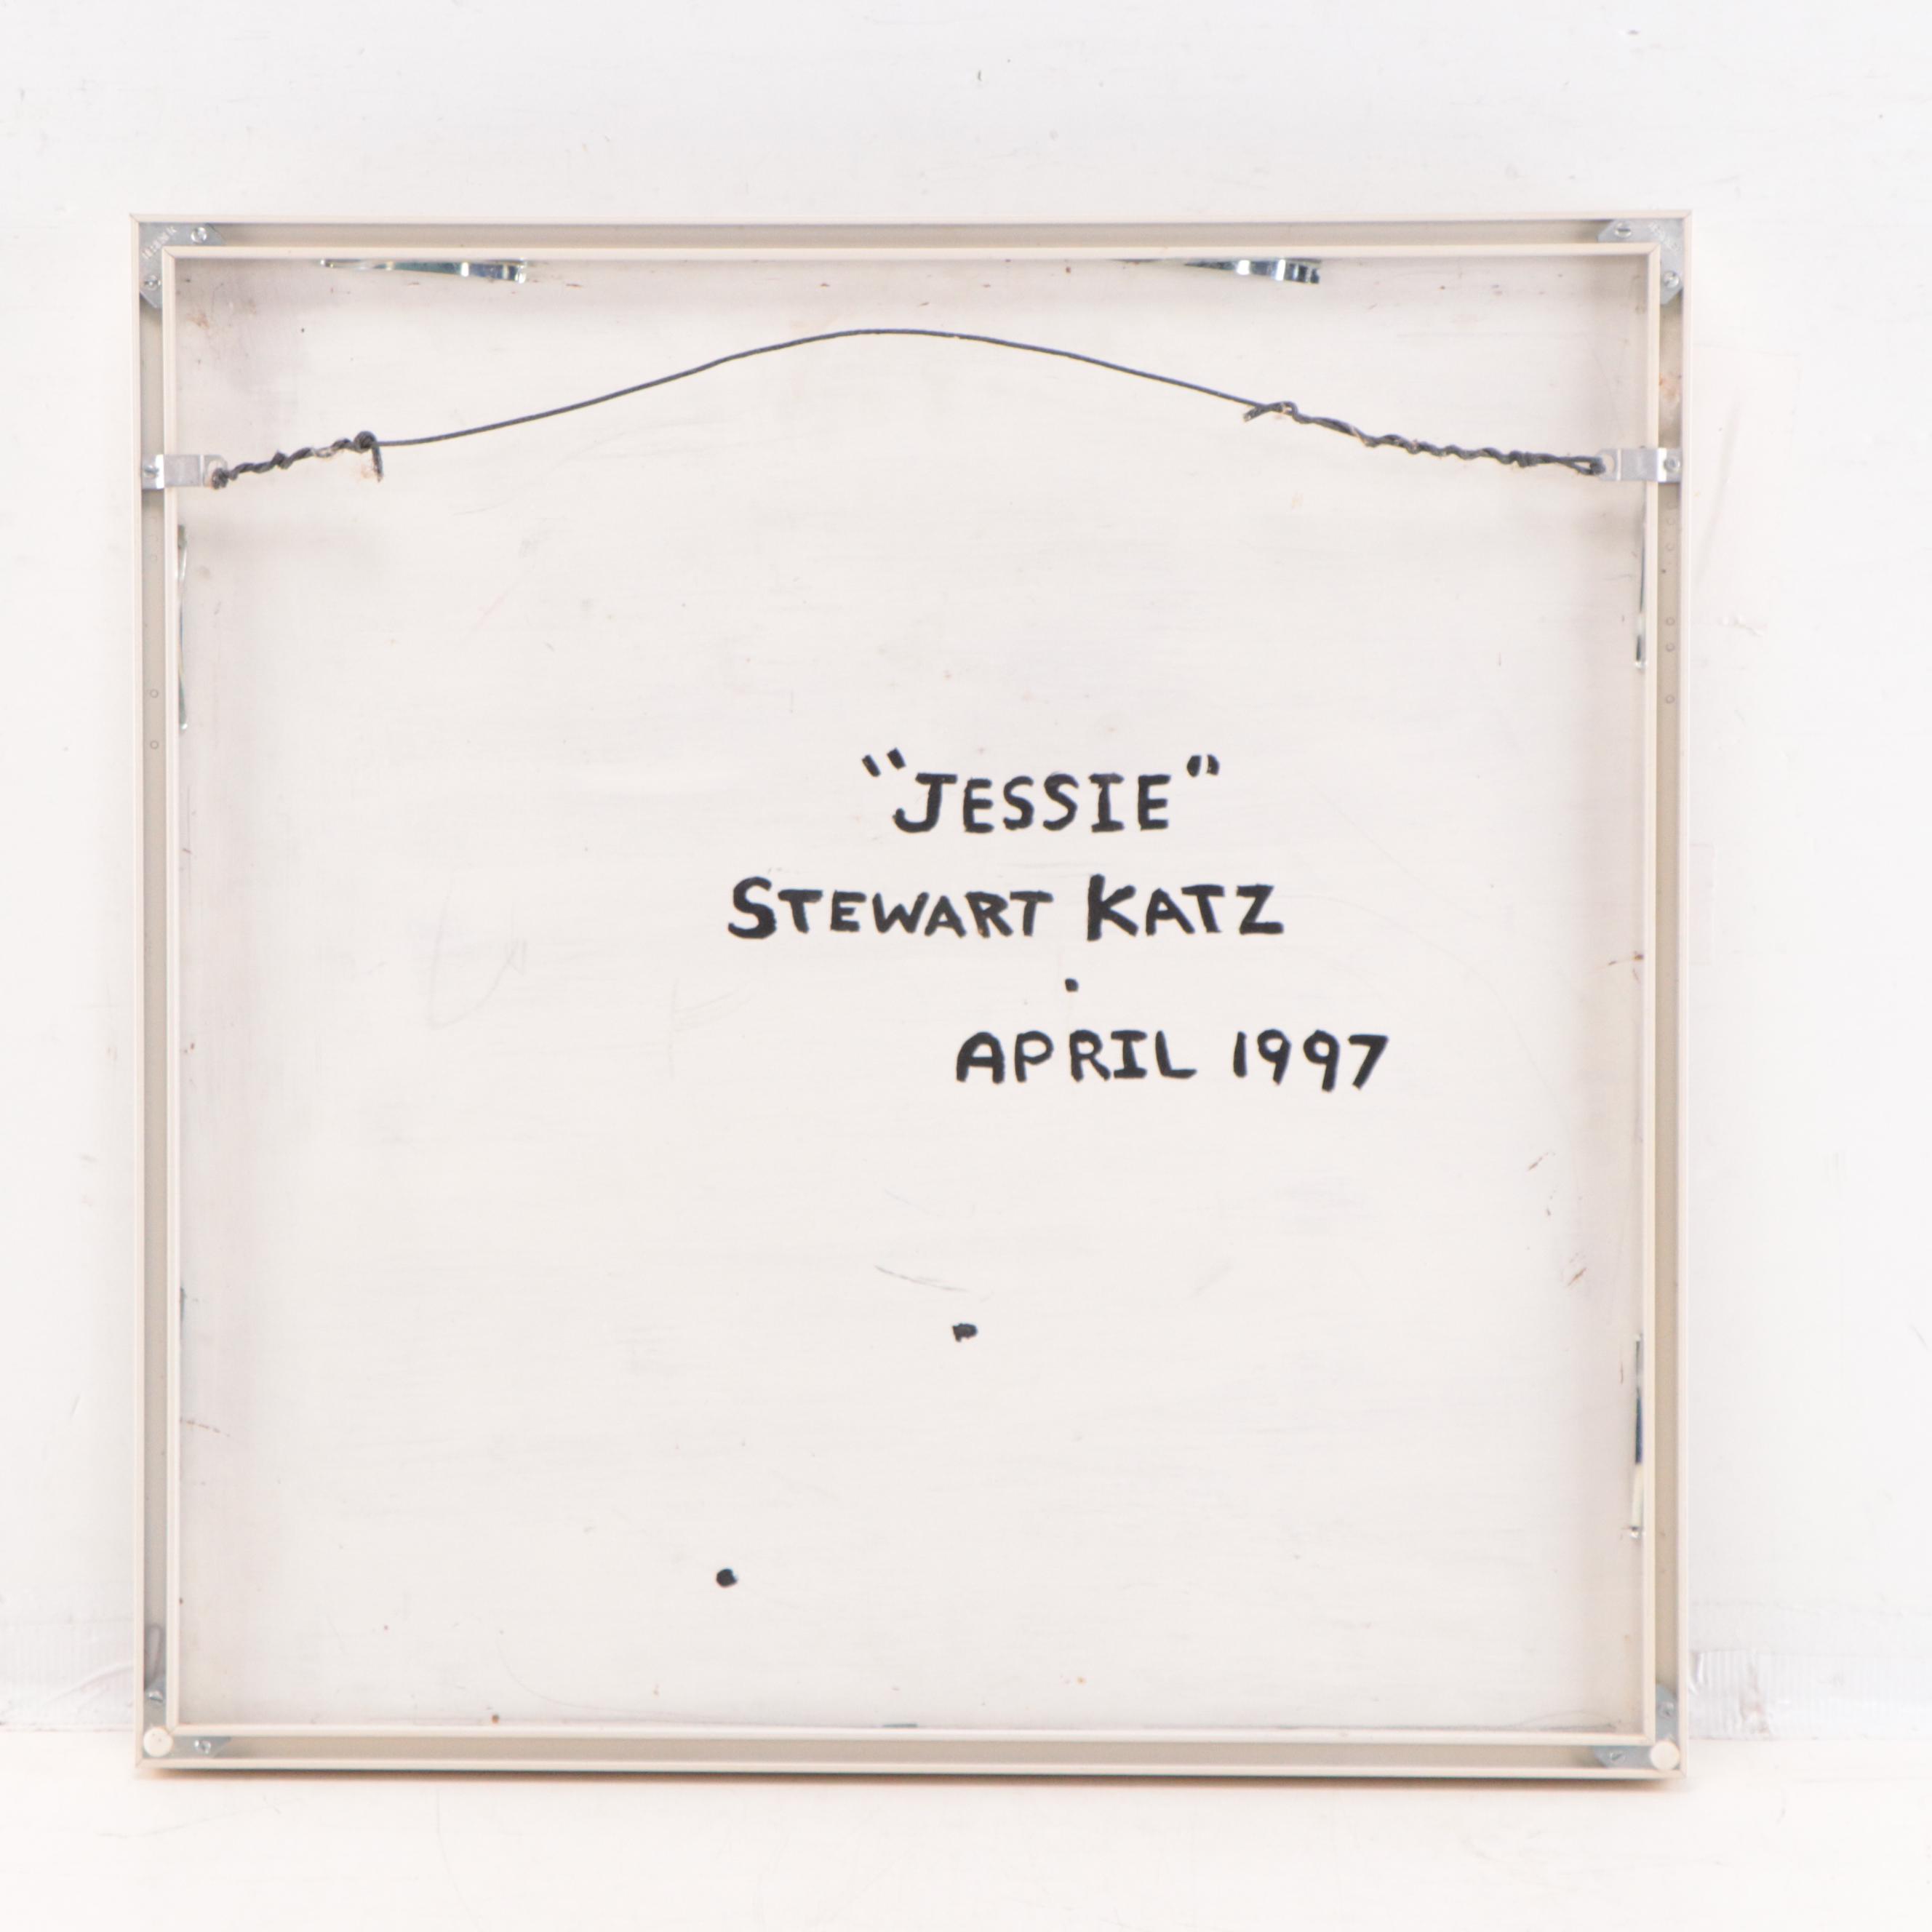 "JESSIE"
STEWART KATZ
APRIL 1997